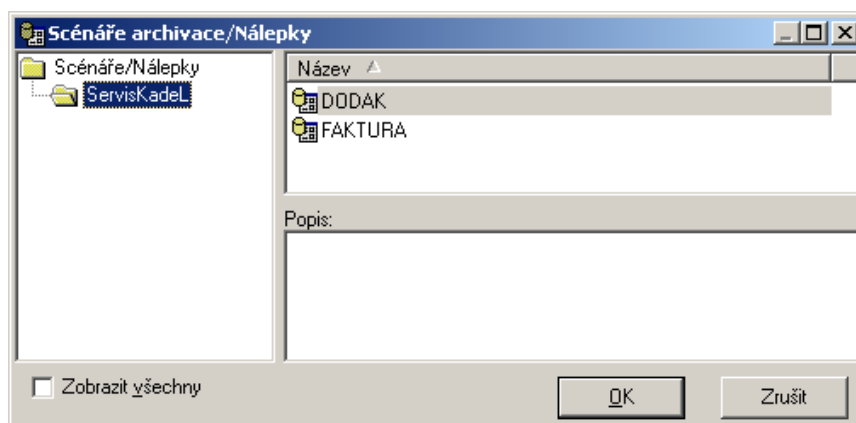 Scénáře archivace/Nálepky
Scénáře/Nálepky
ServisKadeL
Název
DODAK
FAKTURA
Popis:
Zobrazit všechny
OK
Zrušit